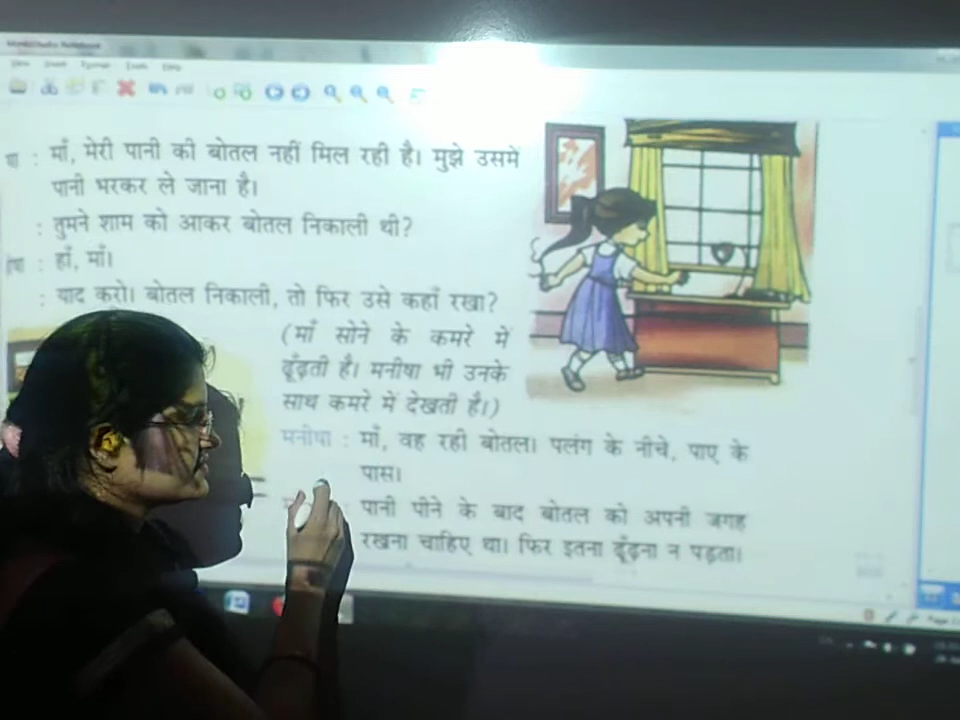 माँ, मेरी पानी की बोतल नहीं मिल रही है। मुझे उसमें
पानी भरकर ले जाना है।
: तुमने शाम को आकर बोतल निकाली थी?
: हाँ, माँ।
: याद करो। बोतल निकाली, तो फिर उसे कहाँ रखा?
(माँ सोने के कमरे में
ढूँढ़ती है। मनीषा भी उनके
साथ कमरे में देखती है।)
मनीषा : माँ, वह रही बोतल। पलंग के नीचे, पाए के
पास।
पानी पीने के बाद बोतल को अपनी जगह
रखना चाहिए था। फिर इतना ढूँढ़ना न पड़ता।